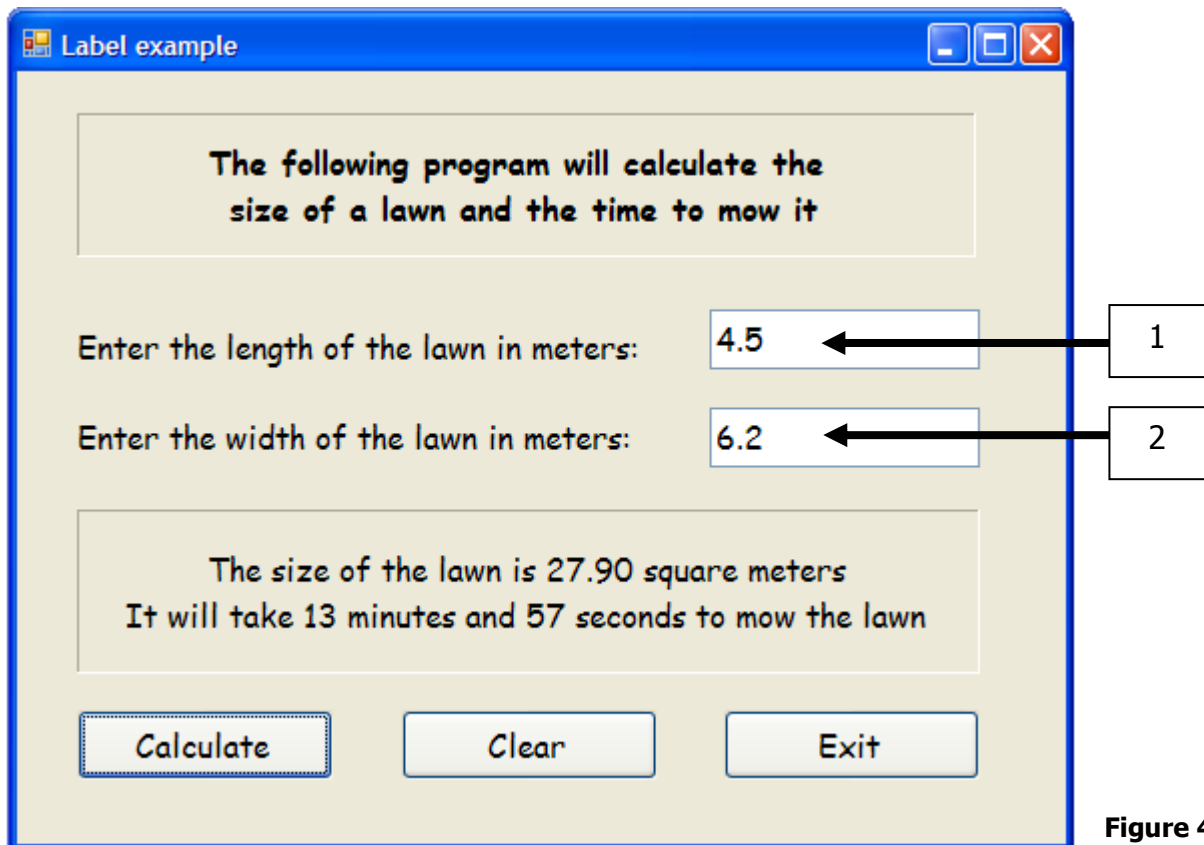 Label example
The following program will calculate the
size of a lawn and the time to mow it
Enter the length of the lawn in meters:
4.5
1
Enter the width of the lawn in meters:
6.2
2
The size of the lawn is 27.90 square meters
It will take 13 minutes and 57 seconds to mow the lawn
Calculate
Clear
Exit
Figure 4